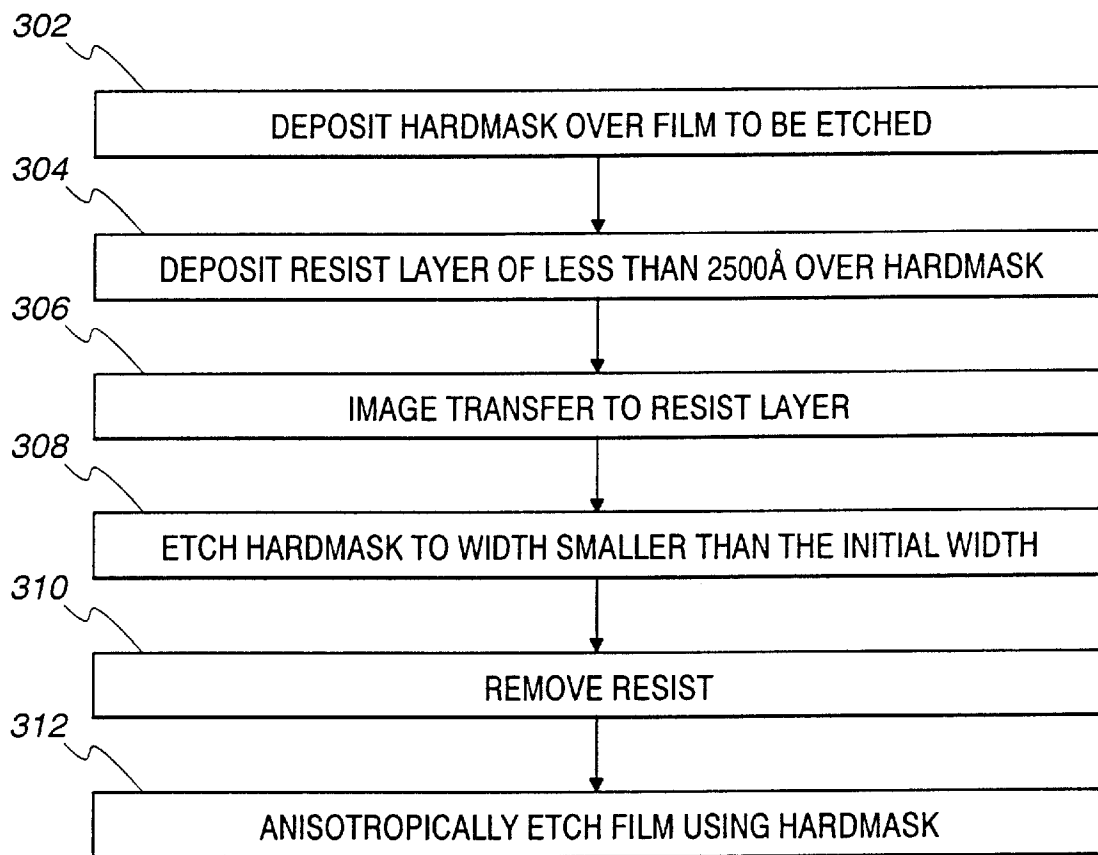 302
DEPOSIT HARDMASK OVER FILM TO BE ETCHED
304
DEPOSIT RESIST LAYER OF LESS THAN 2500Å OVER HARDMASK
306
IMAGE TRANSFER TO RESIST LAYER
308
ETCH HARDMASK TO WIDTH SMALLER THAN THE INITIAL WIDTH
310
REMOVE RESIST
312
ANISOTROPICALLY ETCH FILM USING HARDMASK